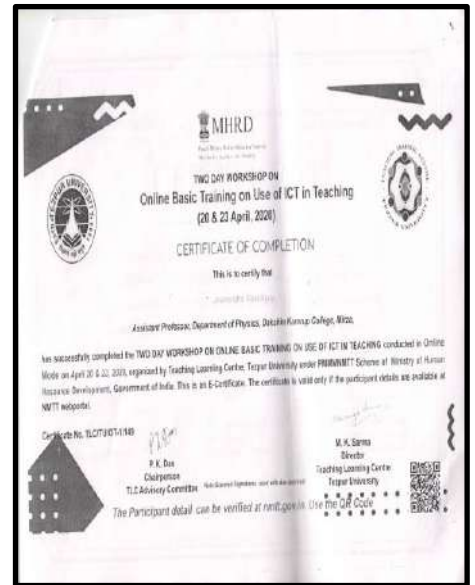 MHRD
TWO DAY WORKSHOP ON
Online Basic Training on Use of ICT in Teaching
(20 & 23 April, 2020)
CERTIFICATE OF COMPLETION
This is to certify that
Assistant Professor, Department of Physics, Dakshin Kamrup College, Mirza,
has successfully completed the TWO DAY WORKSHOP ON ONLINE BASIC TRAINING ON USE OF ICT IN TEACHING conducted in Online
Mode on April 20 & 23, 2020, organized by Teaching Learning Centre, Tezpur University under PMMMNMTT Scheme of Ministry of Human
Resource Development, Government of India. This is an E-Certificate. The certificate is valid only if the participant details are available at
NMTT webportal.
Certificate No. TLC/TU/ICT-1/
P. K. Das
Chairperson
TLC Advisory Committee
M. K. Sarma
Director
Teaching Learning Centre
Tezpur University
The Participant detail can be verified at nmtt.gov.in. Use the QR Code